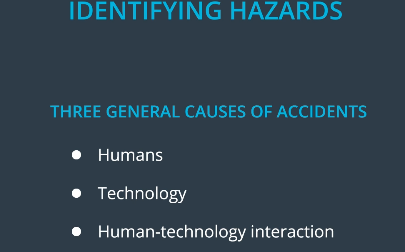 IDENTIFYING HAZARDS
THREE GENERAL CAUSES OF ACCIDENTS
● Humans
● Technology
● Human-technology interaction